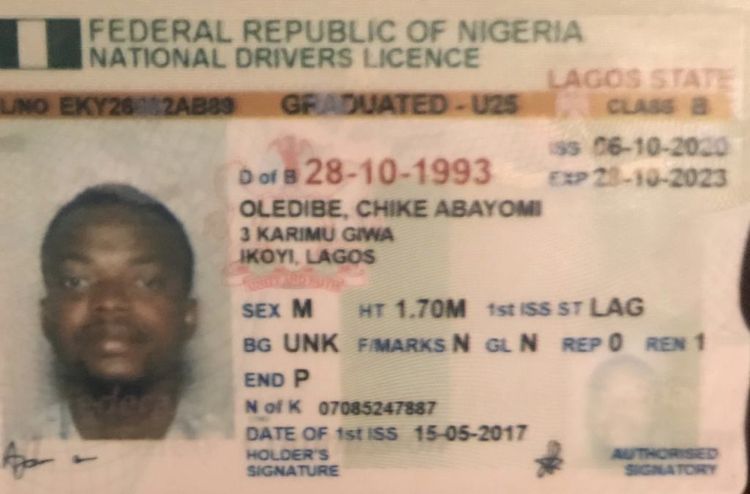 FEDERAL REPUBLIC OF NIGERIA
NATIONAL DRIVERS LICENCE
LAGOS STATE
L/NO GRADUATED - U25 CLASS B
ISS 06-10-2020
D of B 28-10-1993
EXP 28-10-2023
OLEDIBE, CHIKE ABAYOMI
3 KARIMU GIWA
IKOYI, LAGOS
SEX M HT 1.70M 1st ISS ST LAG
BG UNK F/MARKS N GL N REP 0 REN 1
END P
N of K 07085247887
DATE OF 1st ISS 15-05-2017
HOLDER'S
SIGNATURE
AUTHORISED
SIGNATORY